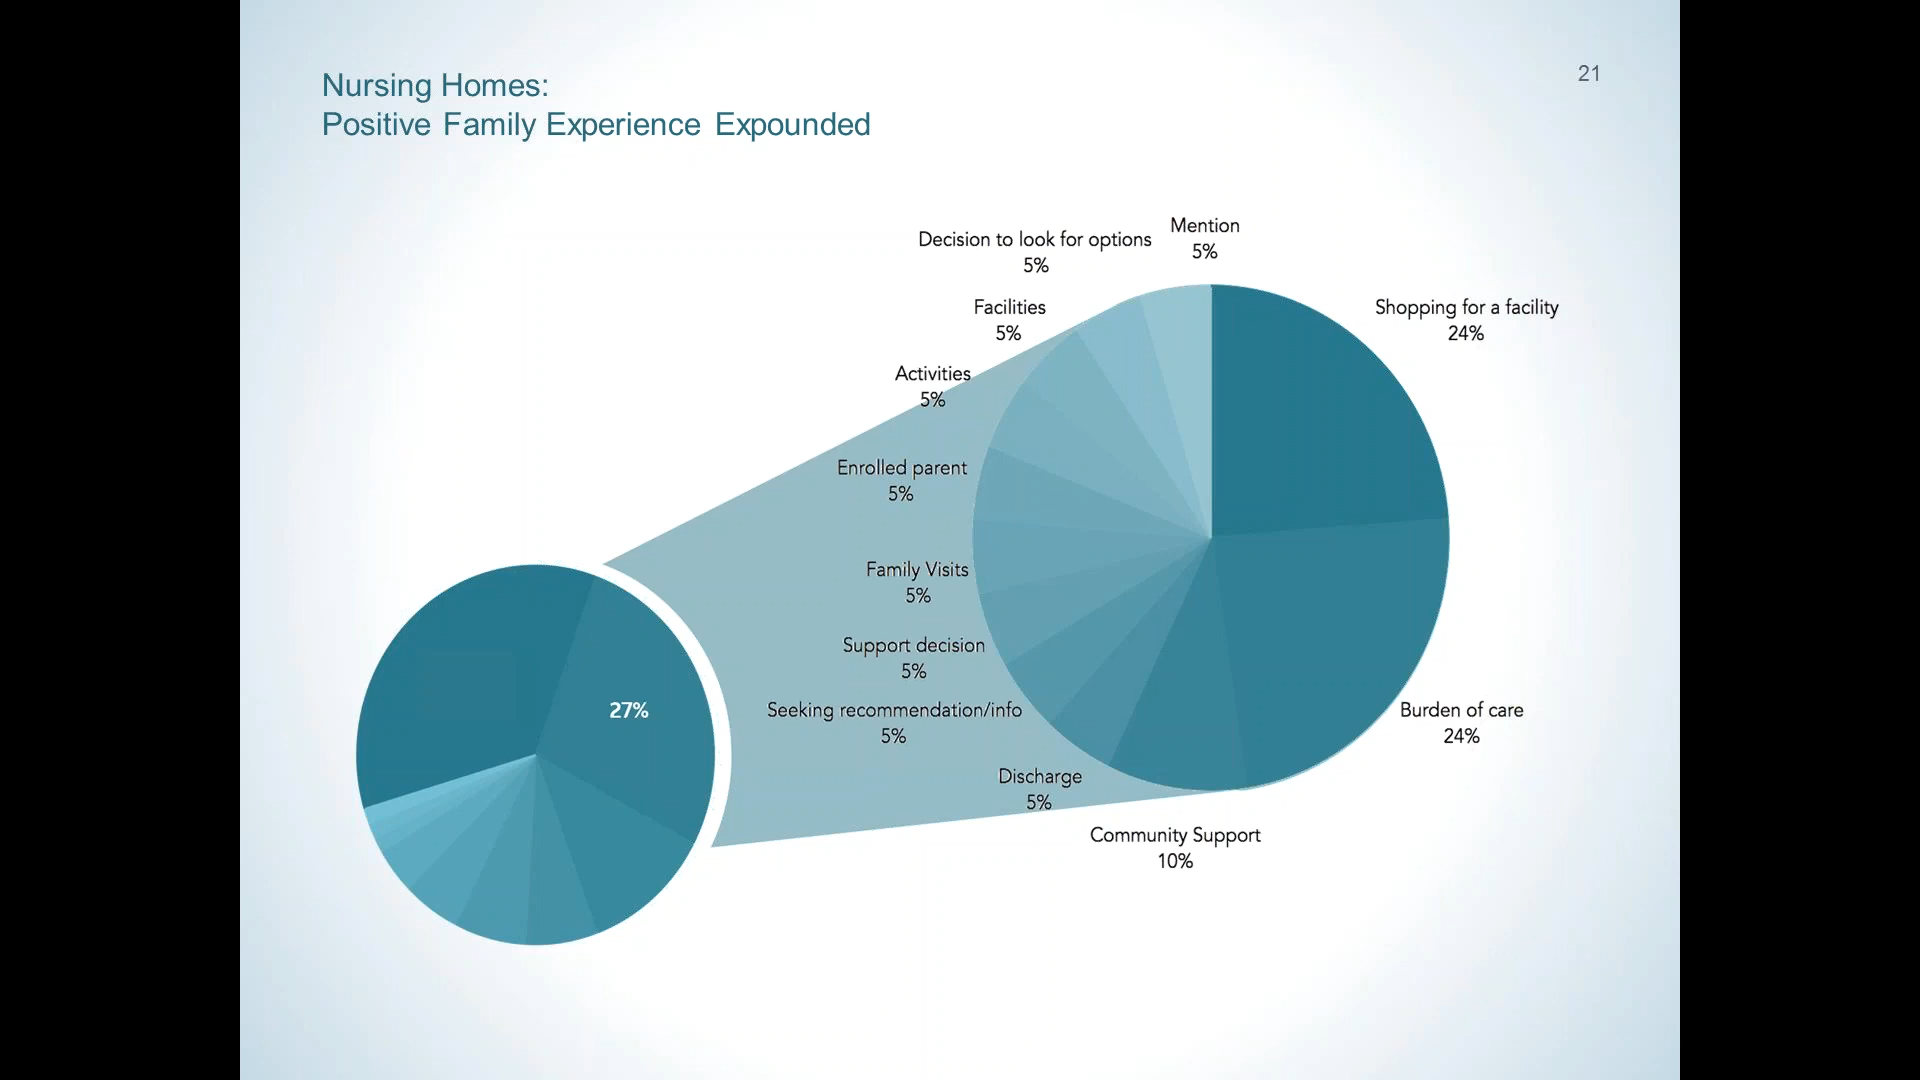 Nursing Homes:
Positive Family Experience Expounded
21
Mention
5%
Decision to look for options
5%
Facilities
5%
Shopping for a facility
24%
Activities
5%
Enrolled parent
5%
Family Visits
5%
Support decision
5%
Seeking recommendation/info
5%
Burden of care
24%
27%
Discharge
5%
Community Support
10%